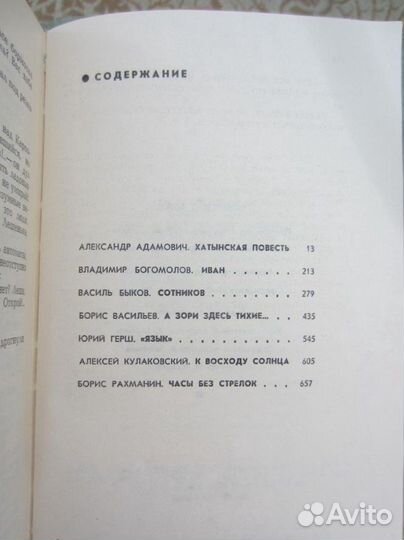 ● СОДЕРЖАНИЕ
АЛЕКСАНДР АДАМОВИЧ. ХАТЫНСКАЯ ПОВЕСТЬ 13
ВЛАДИМИР БОГОМОЛОВ. ИВАН . . . . . . . 213
ВАСИЛЬ БЫКОВ. СОТНИКОВ . . . . . . . . 279
БОРИС ВАСИЛЬЕВ. А ЗОРИ ЗДЕСЬ ТИХИЕ... . . 435
ЮРИЙ ГЕРШ. «ЯЗЫК» . . . . . . . . . . 545
АЛЕКСЕЙ КУЛАКОВСКИЙ. К ВОСХОДУ СОЛНЦА 605
БОРИС РАХМАНИН. ЧАСЫ БЕЗ СТРЕЛОК . . . . 657
Avito